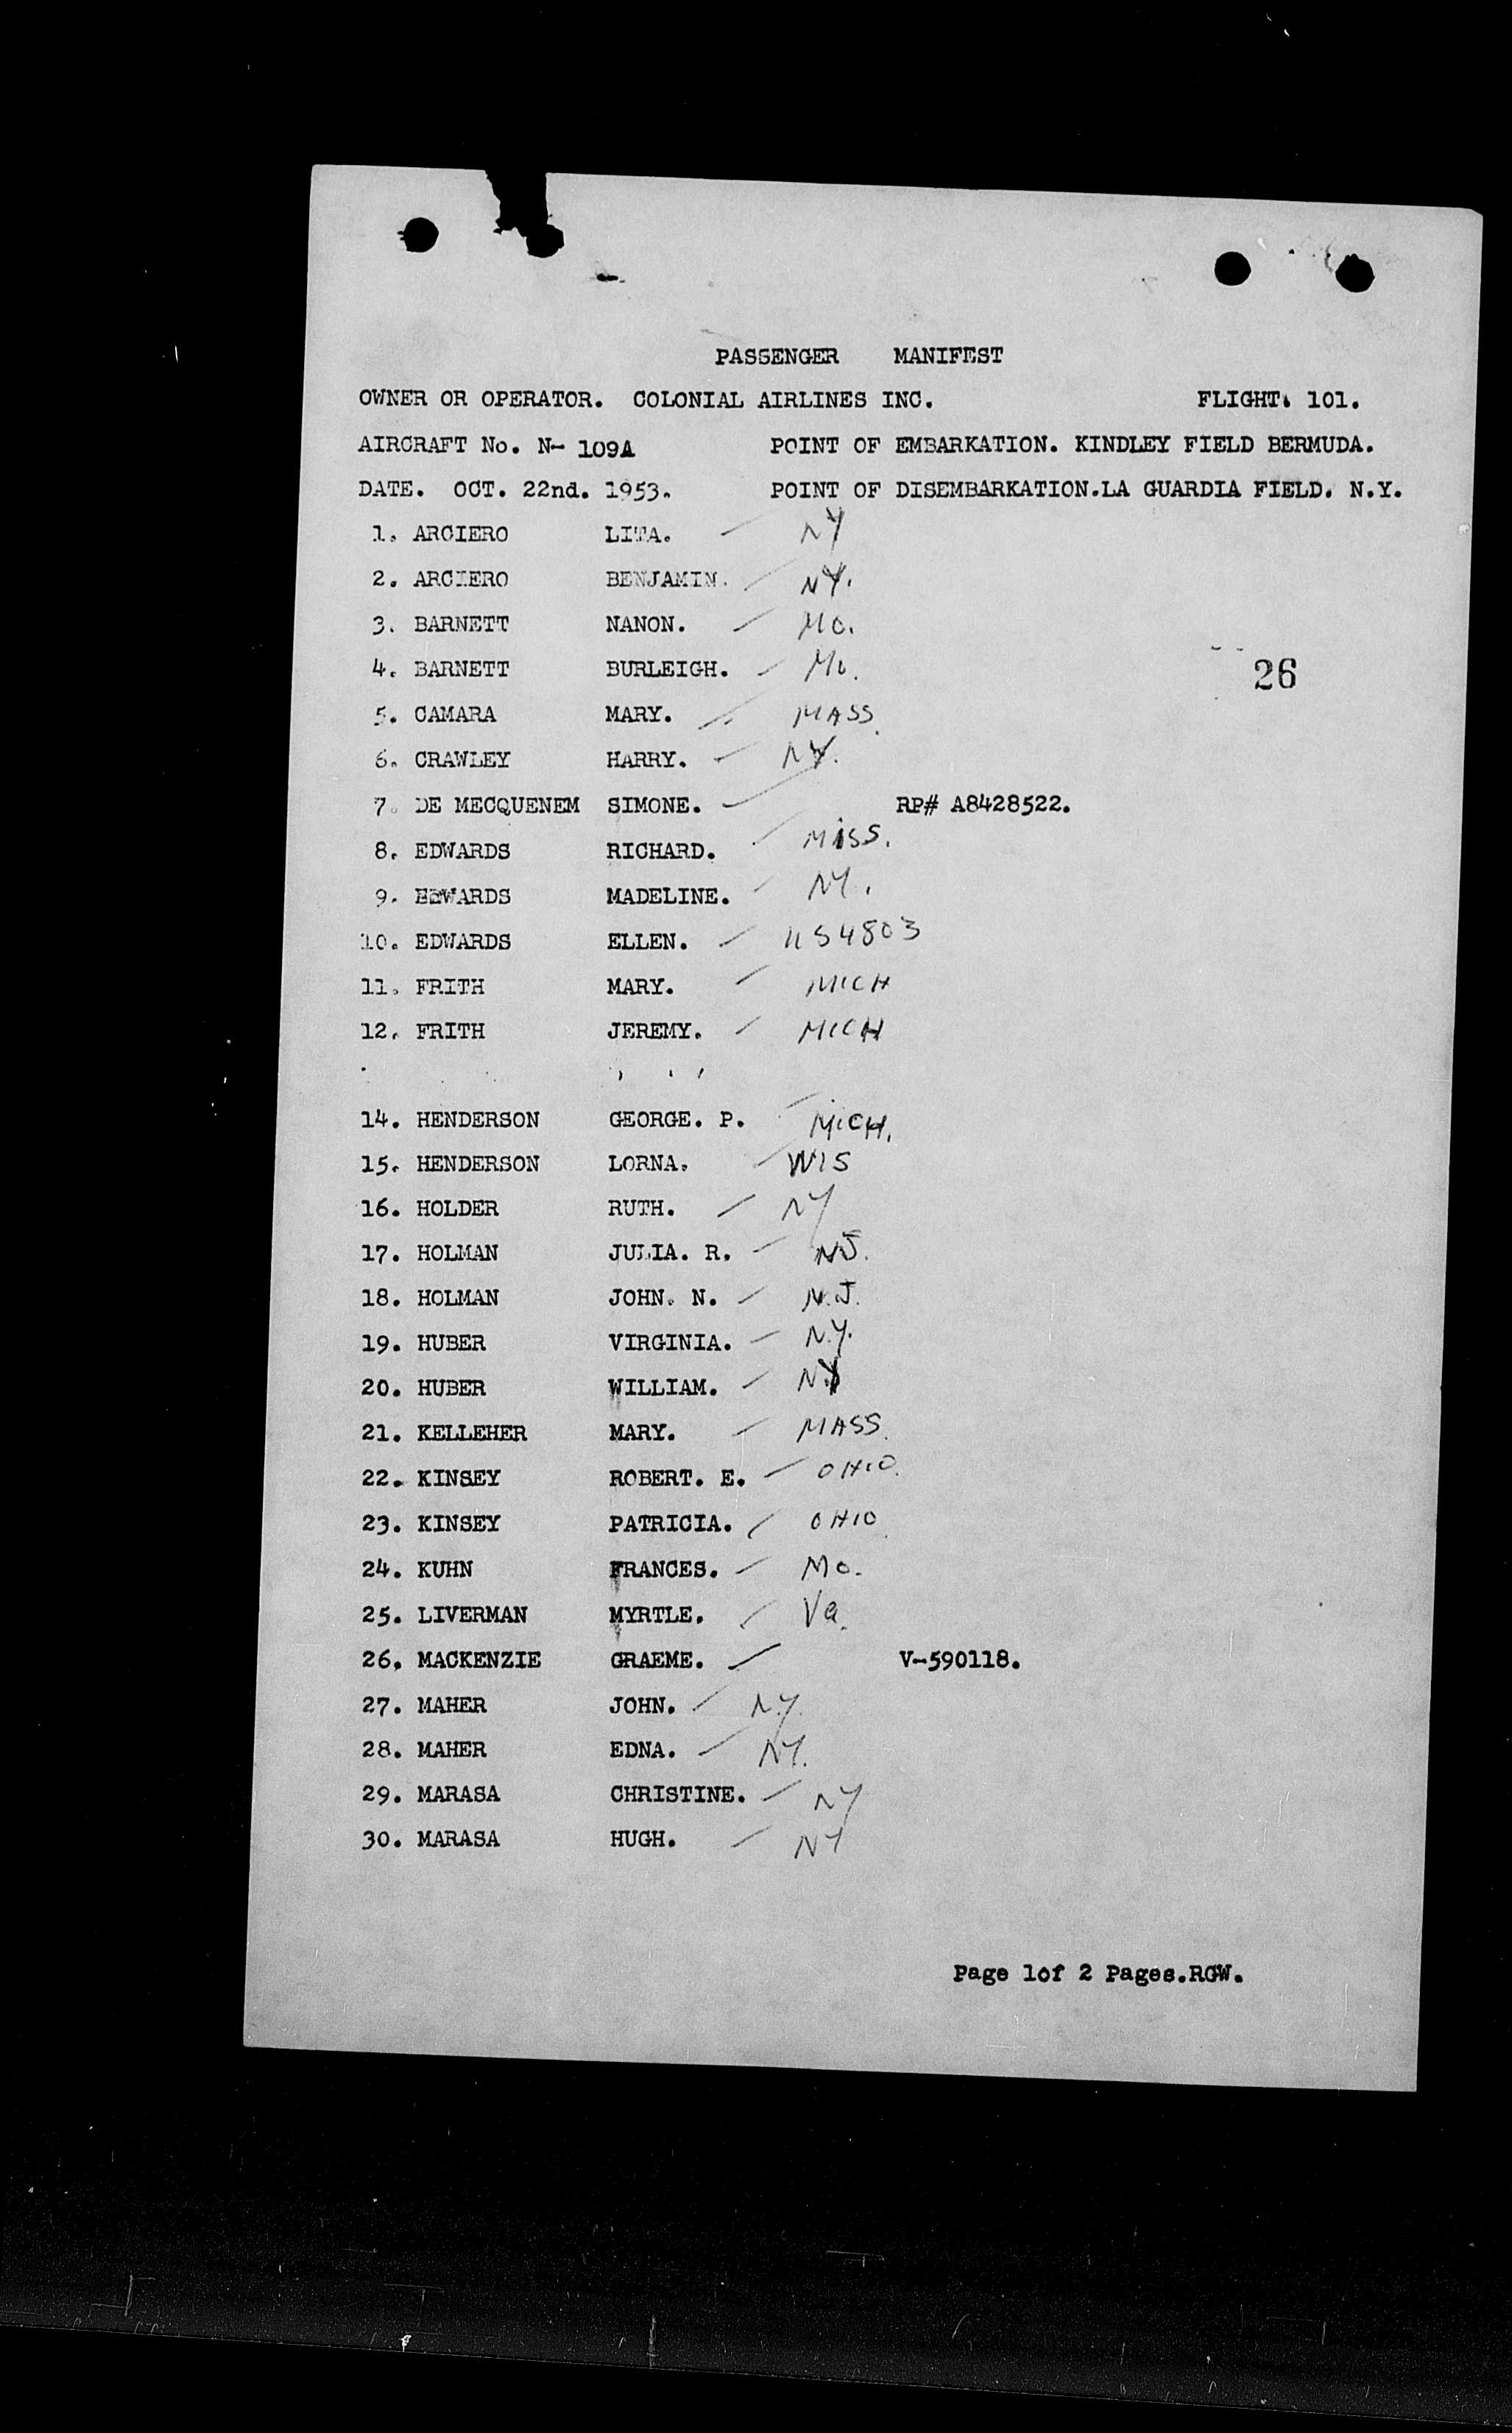 PASSENGER MANIFEST
OWNER OR OPERATOR. COLONIAL AIRLINES INC. FLIGHT. 101.
AIRCRAFT No. N- 109A POINT OF EMBARKATION. KINDLEY FIELD BERMUDA.
DATE. OCT. 22nd. 1953. POINT OF DISEMBARKATION.LA GUARDIA FIELD. N.Y.
1. ARCIERO LITA. NY
2. ARCIERO BENJAMIN. NY.
3. BARNETT NANON. Mo.
4. BARNETT BURLEIGH. Mo.
26
5. CAMARA MARY. MASS.
6. CRAWLEY HARRY. NY.
7. DE MECQUENEM SIMONE. RP# A8428522.
8. EDWARDS RICHARD. MISS.
9. EDWARDS MADELINE. NY.
10. EDWARDS ELLEN. 4803
11. FRITH MARY. MICH
12. FRITH JEREMY. MICH
14. HENDERSON GEORGE. P. MICH.
15. HENDERSON LORNA. WIS
16. HOLDER RUTH. NY
17. HOLMAN JULIA. R. NJ.
18. HOLMAN JOHN. N. N.J.
19. HUBER VIRGINIA. N.Y.
20. HUBER WILLIAM. N.Y
21. KELLEHER MARY. MASS.
22. KINSEY ROBERT. E. OHIO.
23. KINSEY PATRICIA. OHIO
24. KUHN FRANCES. Mo.
25. LIVERMAN MYRTLE. Va.
26. MACKENZIE GRAEME. V-590118.
27. MAHER JOHN. N.Y.
28. MAHER EDNA. NY.
29. MARASA CHRISTINE. NY
30. MARASA HUGH. NY
Page 1of 2 Pages.RGW.